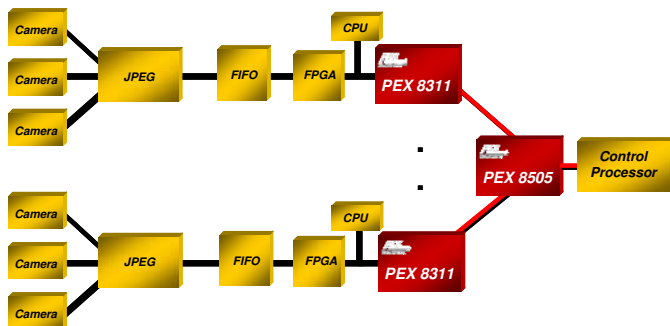 Camera
Camera
Camera
JPEG
FIFO
FPGA
CPU
PEX 8311
PEX 8505
Control
Processor
Camera
Camera
Camera
JPEG
FIFO
FPGA
CPU
PEX 8311